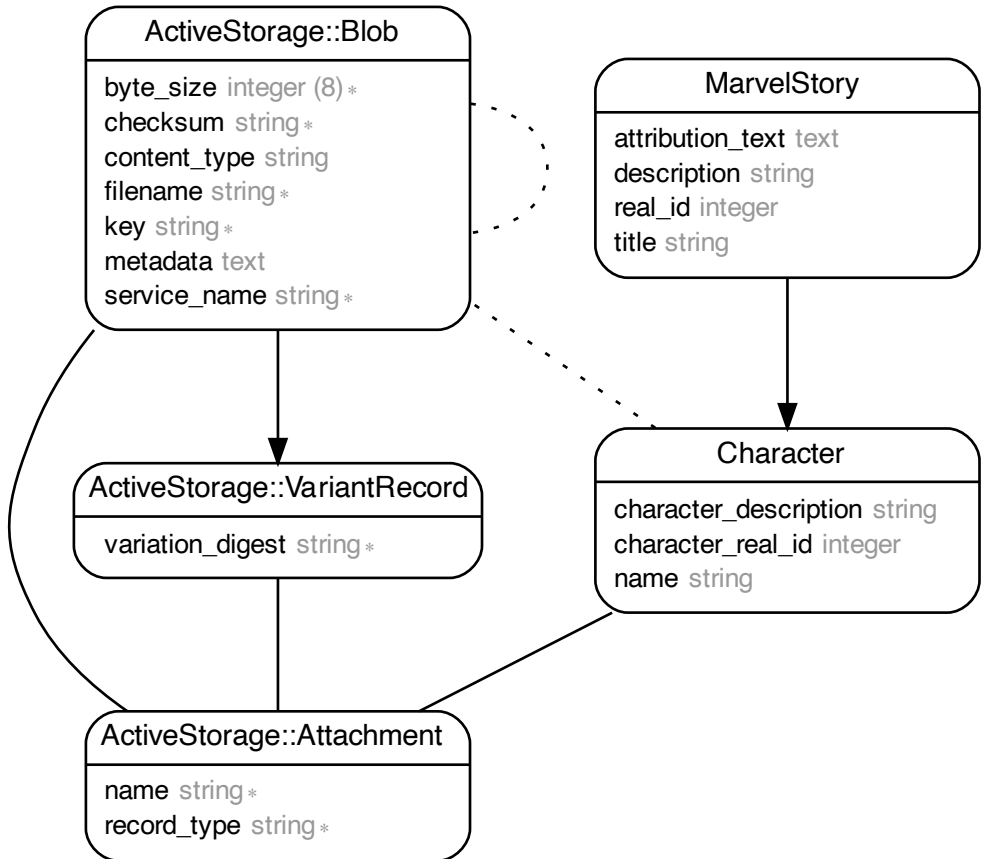 ActiveStorage::Blob
byte_size integer (8) *
checksum string *
content_type string
filename string *
key string *
metadata text
service_name string *
MarvelStory
attribution_text text
description string
real_id integer
title string
ActiveStorage::VariantRecord
variation_digest string *
Character
character_description string
character_real_id integer
name string
ActiveStorage::Attachment
name string *
record_type string *